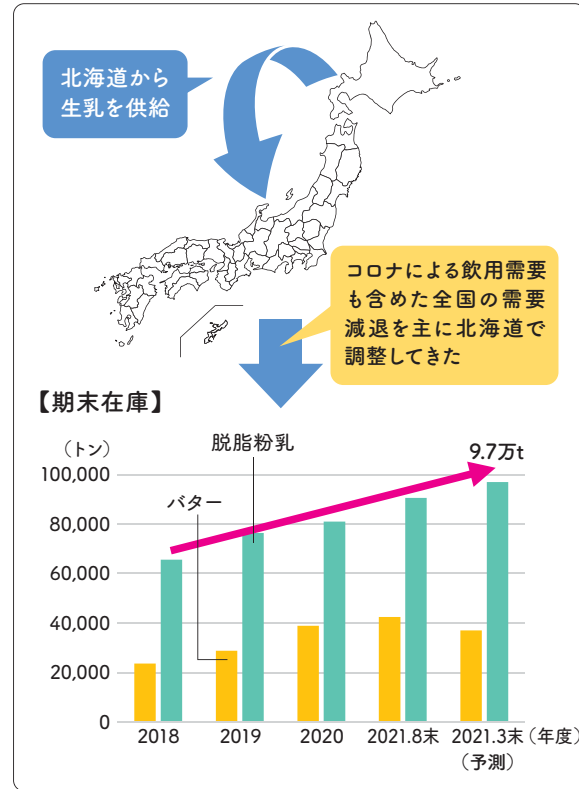 北海道から
生乳を供給
コロナによる飲用需要
も含めた全国の需要
減退を主に北海道で
調整してきた
【期末在庫】
（トン）
脱脂粉乳
9.7万t
バター
100,000
80,000
60,000
40,000
20,000
0
2018 2019 2020 2021.8末 2021.3末（年度）
（予測）